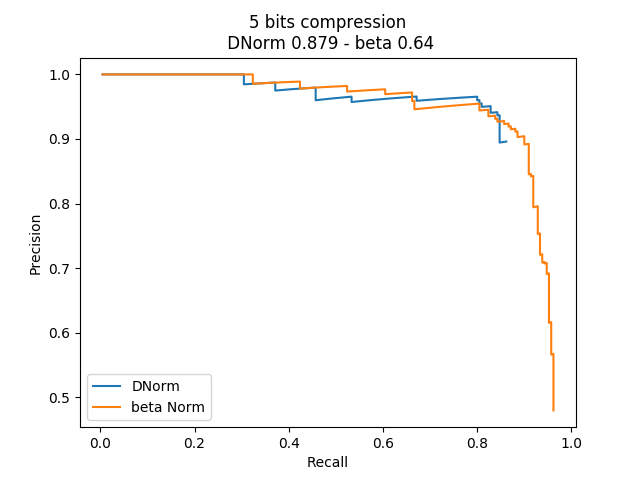 5 bits compression
DNorm 0.879 - beta 0.64
1.0
0.9
0.8
0.7
0.6
0.5
Precision
DNorm
beta Norm
0.0 0.2 0.4 0.6 0.8 1.0
Recall